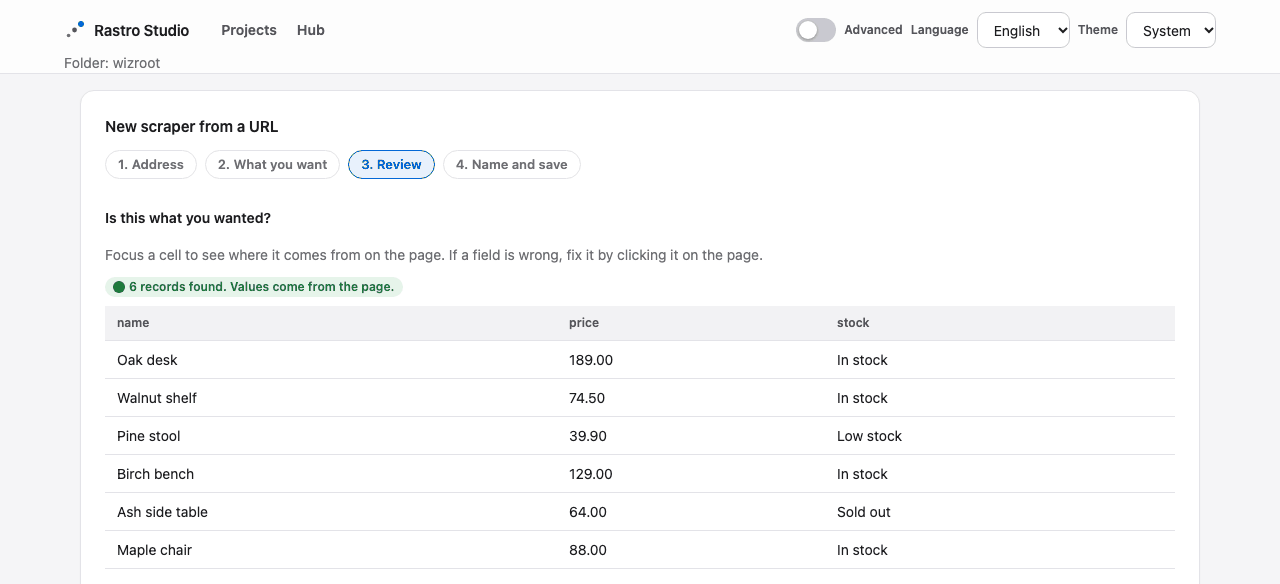 Rastro Studio Projects Hub Advanced Language English Theme System
Folder: wizroot
New scraper from a URL
1. Address 2. What you want 3. Review 4. Name and save
Is this what you wanted?
Focus a cell to see where it comes from on the page. If a field is wrong, fix it by clicking it on the page.
6 records found. Values come from the page.
name price stock
Oak desk 189.00 In stock
Walnut shelf 74.50 In stock
Pine stool 39.90 Low stock
Birch bench 129.00 In stock
Ash side table 64.00 Sold out
Maple chair 88.00 In stock